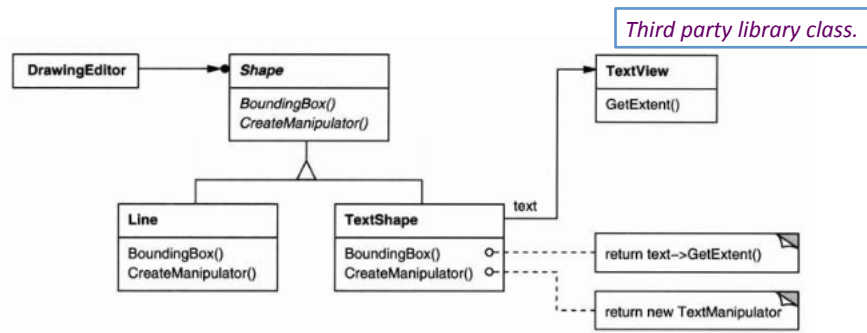 Third party library class.
DrawingEditor
Shape
BoundingBox()
CreateManipulator()
TextView
GetExtent()
Line
BoundingBox()
CreateManipulator()
TextShape
BoundingBox()
CreateManipulator()
text
return text->GetExtent()
return new TextManipulator